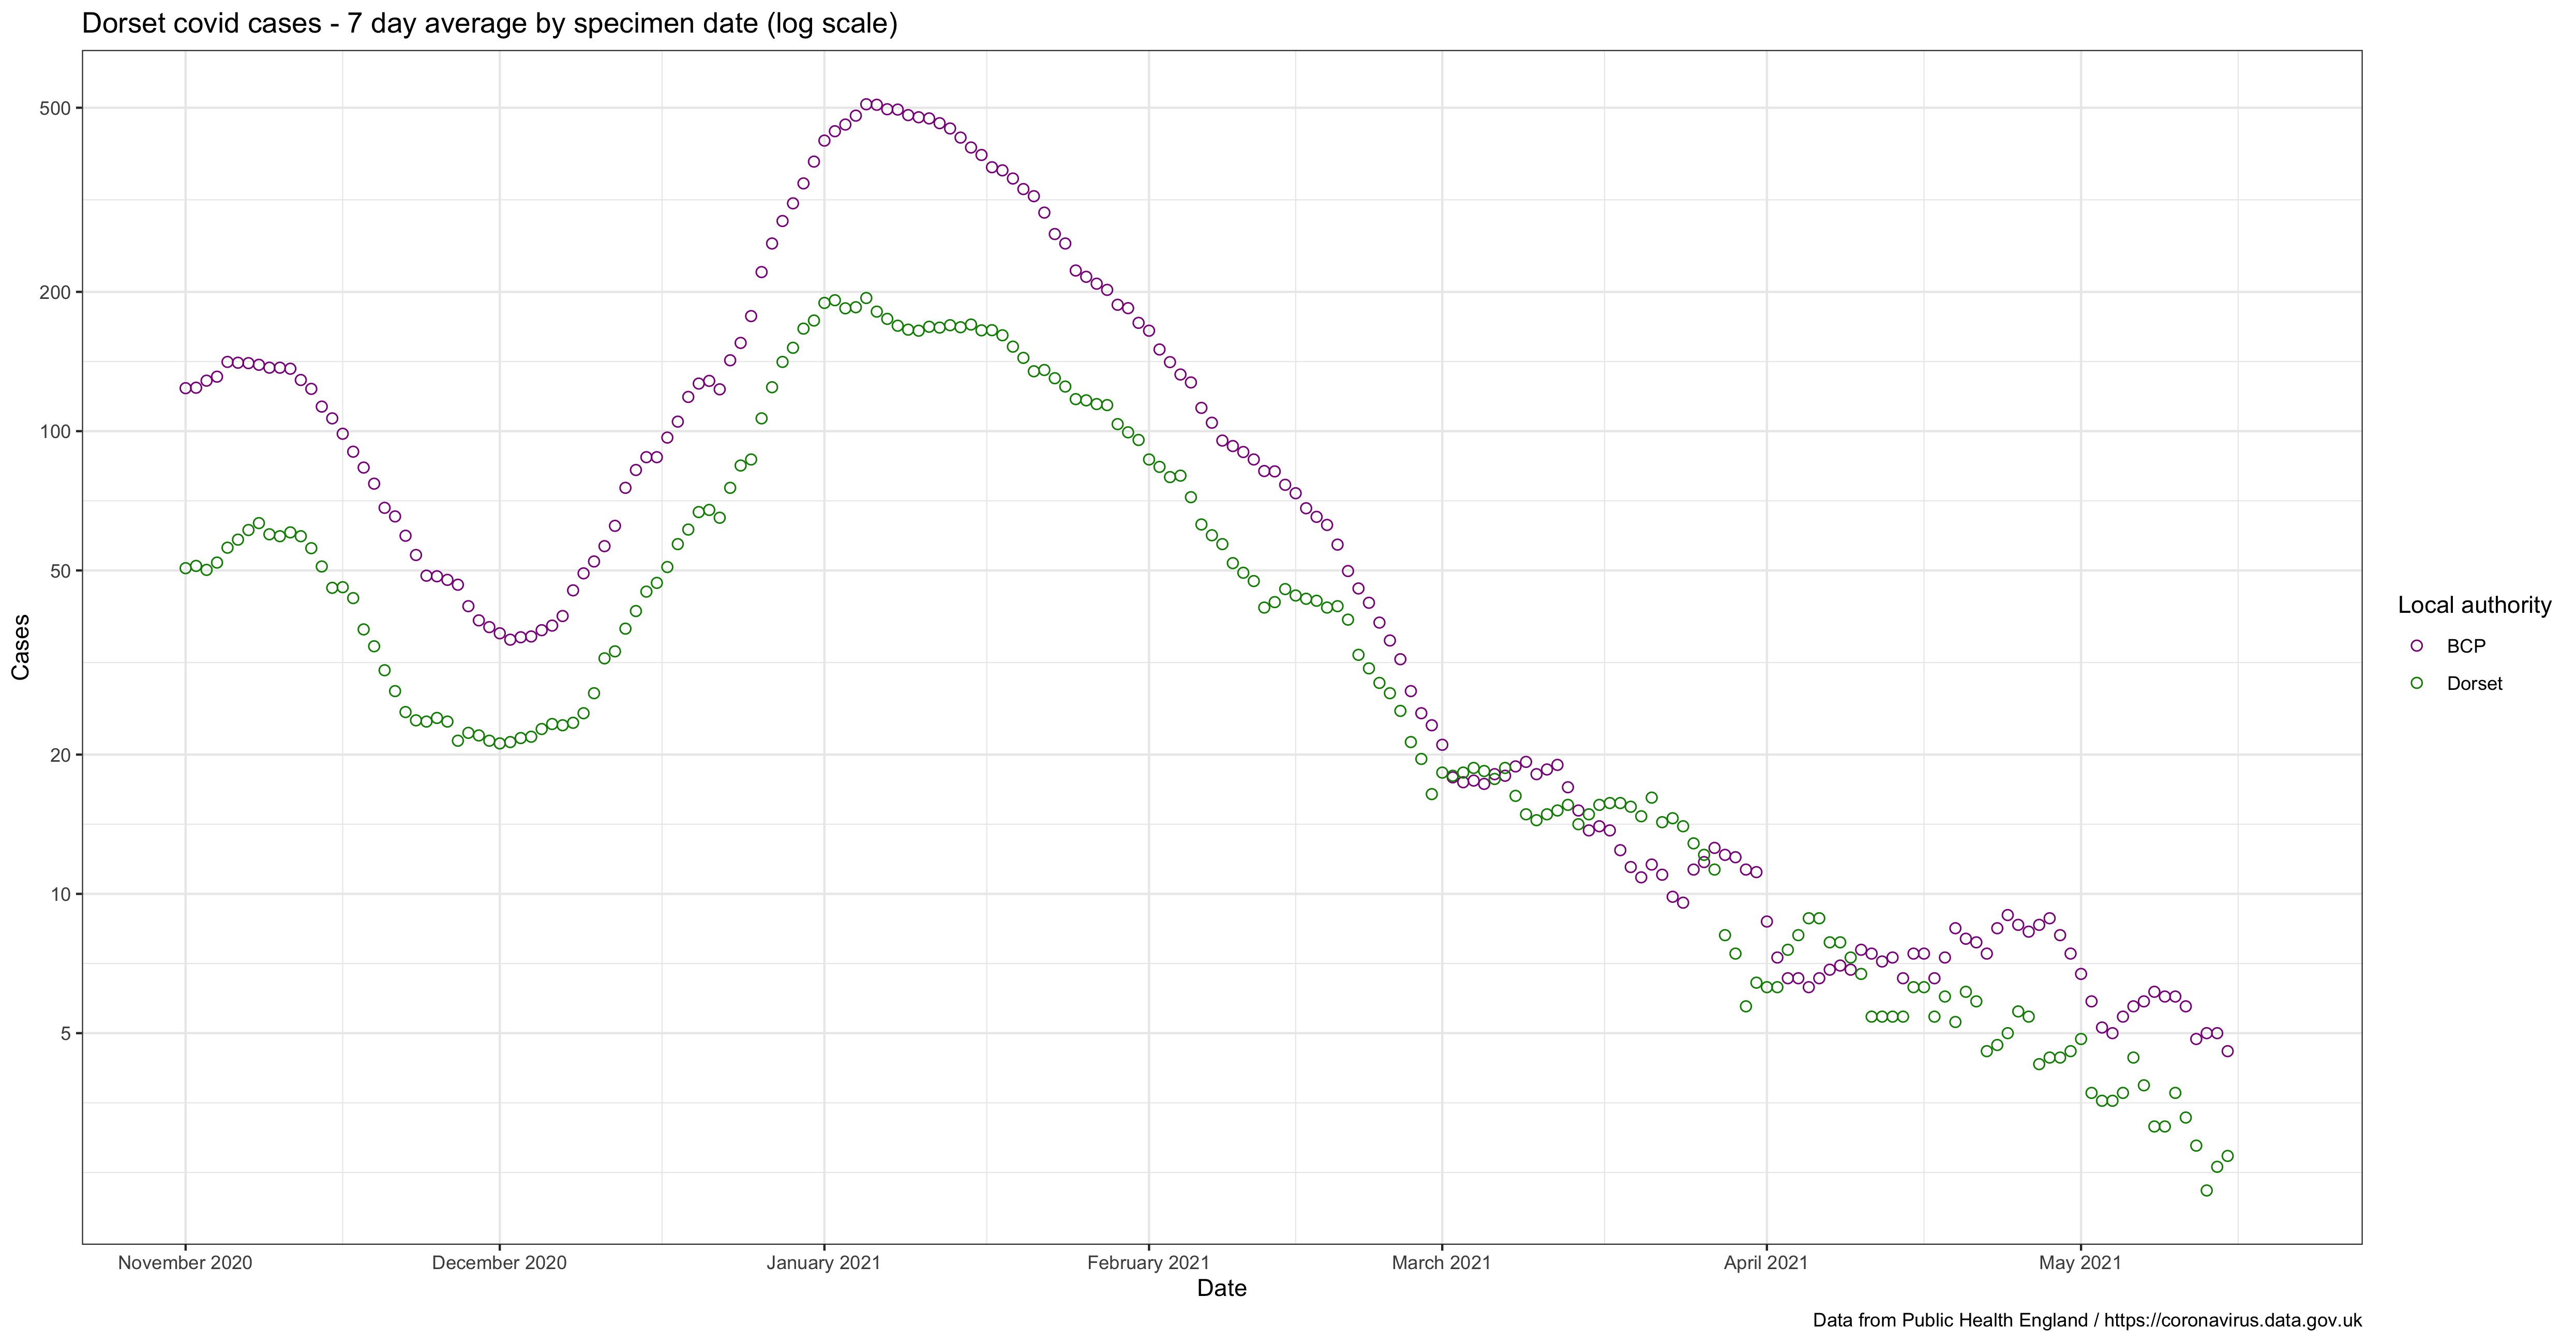 Dorset covid cases - 7 day average by specimen date (log scale)
500
200
100
50
20
10
5
Cases
November 2020
December 2020
January 2021
February 2021
March 2021
April 2021
May 2021
Date
Local authority
BCP
Dorset
Data from Public Health England / https://coronavirus.data.gov.uk